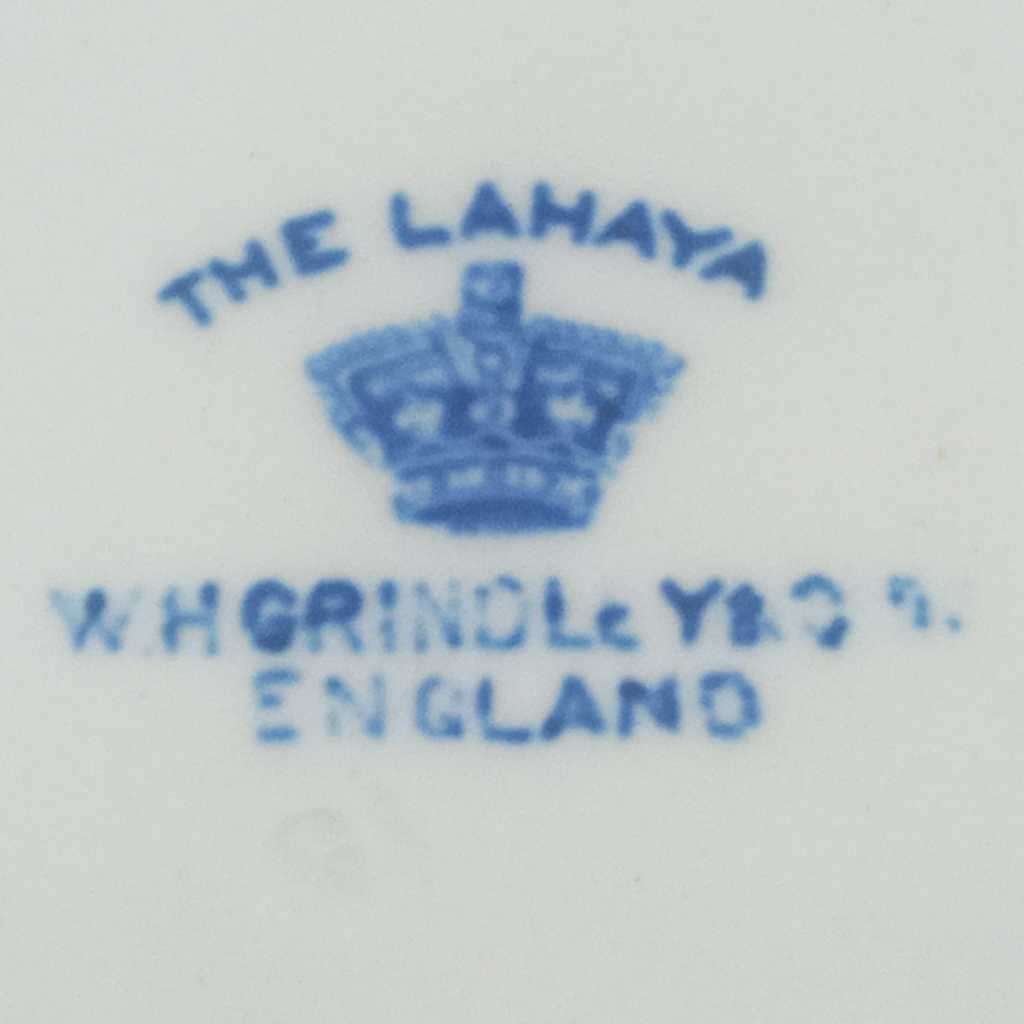 THE LAHAYA
W.H GRINDLEY & Co.
ENGLAND